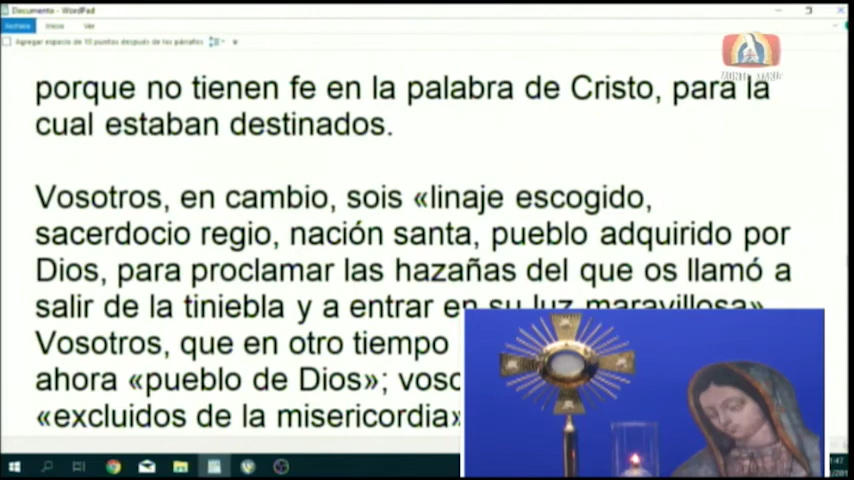 Documento - WordPad
Archivo Inicio Ver
Agregar espacio de 10 puntos después de los párrafos
MARÍA
porque no tienen fe en la palabra de Cristo, para la
cual estaban destinados.
Vosotros, en cambio, sois «linaje escogido,
sacerdocio regio, nación santa, pueblo adquirido por
Dios, para proclamar las hazañas del que os llamó a
salir de la tiniebla y a entrar en su luz maravillosa»
Vosotros, que en otro tiempo
ahora «pueblo de Dios»;
«excluidos de la misericordia»